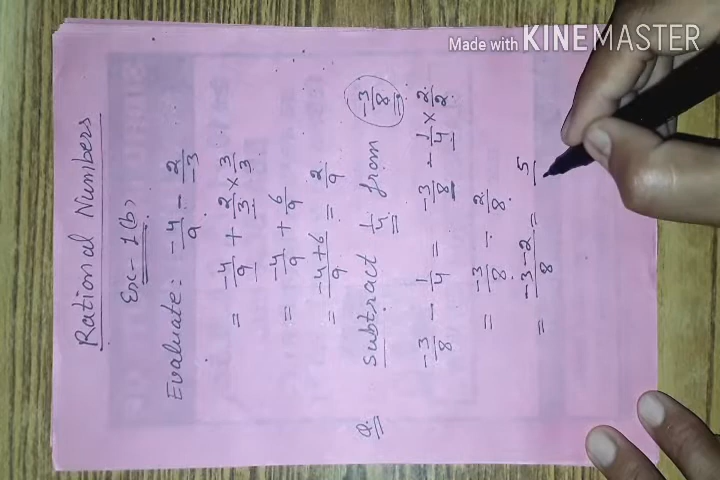 Made with KINEMASTER
Rational Numbers
Ex-1(b)
Evaluate: -4/9 - 2/-3
= -4/9 + 2/3 × 3/3
= -4/9 + 6/9
= -4+6/9 = 2/9
Q. Subtract 1/4 from -3/8
-3/8 - 1/4 = -3/8 - 1/4 × 2/2
= -3/8 - 2/8
= -3-2/8 = 5